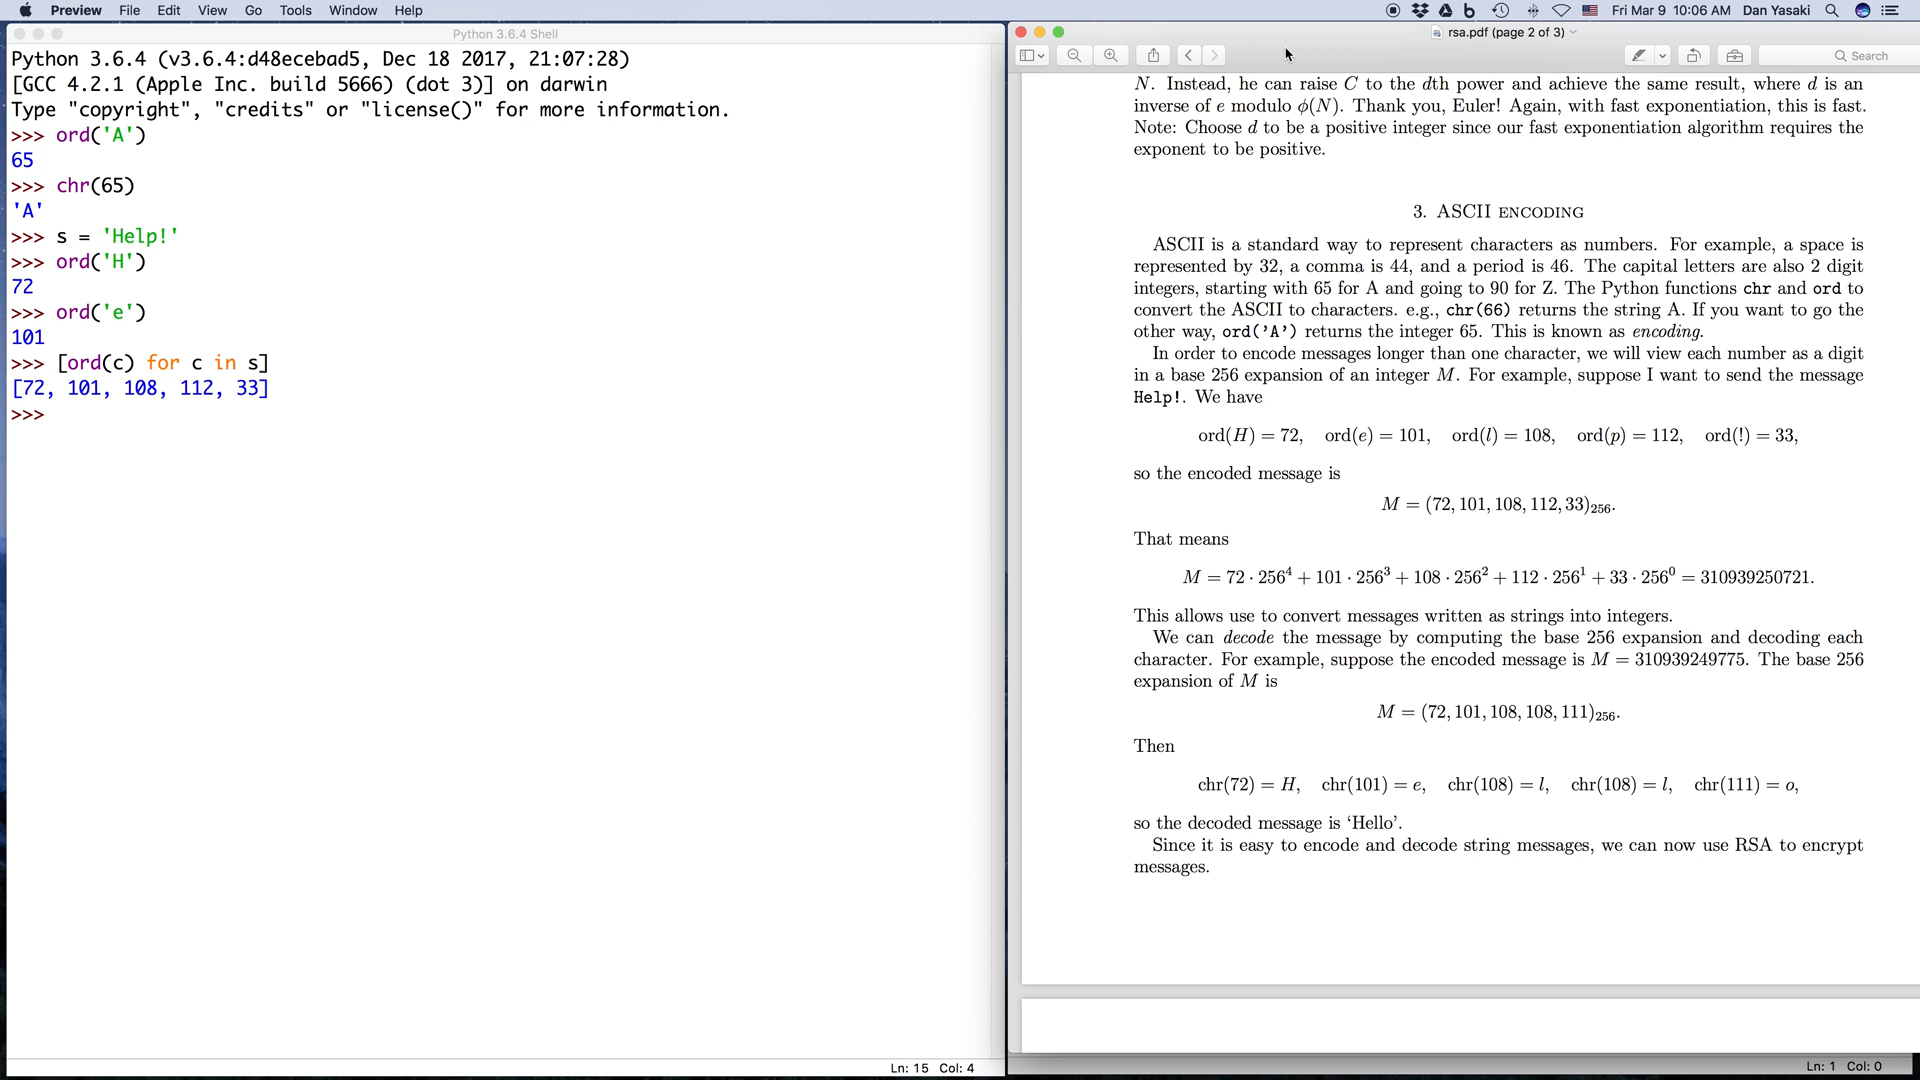 Preview File Edit View Go Tools Window Help
Fri Mar 9 10:06 AM Dan Yasaki
Python 3.6.4 Shell
Python 3.6.4 (v3.6.4:d48ecebad5, Dec 18 2017, 21:07:28)
[GCC 4.2.1 (Apple Inc. build 5666) (dot 3)] on darwin
Type "copyright", "credits" or "license()" for more information.
>>> ord('A')
65
>>> chr(65)
'A'
>>> s = 'Help!'
>>> ord('H')
72
>>> ord('e')
101
>>> [ord(c) for c in s]
[72, 101, 108, 112, 33]
>>>
Ln: 15 Col: 4
rsa.pdf (page 2 of 3)
Search
N. Instead, he can raise C to the dth power and achieve the same result, where d is an
inverse of e modulo ϕ(N). Thank you, Euler! Again, with fast exponentiation, this is fast.
Note: Choose d to be a positive integer since our fast exponentiation algorithm requires the
exponent to be positive.
3. ASCII ENCODING
ASCII is a standard way to represent characters as numbers. For example, a space is
represented by 32, a comma is 44, and a period is 46. The capital letters are also 2 digit
integers, starting with 65 for A and going to 90 for Z. The Python functions chr and ord to
convert the ASCII to characters. e.g., chr(66) returns the string A. If you want to go the
other way, ord('A') returns the integer 65. This is known as encoding.
In order to encode messages longer than one character, we will view each number as a digit
in a base 256 expansion of an integer M. For example, suppose I want to send the message
Help!. We have
ord(H) = 72, ord(e) = 101, ord(l) = 108, ord(p) = 112, ord(!) = 33,
so the encoded message is
M = (72, 101, 108, 112, 33)₂₅₆.
That means
M = 72 · 256⁴ + 101 · 256³ + 108 · 256² + 112 · 256¹ + 33 · 256⁰ = 310939250721.
This allows use to convert messages written as strings into integers.
We can decode the message by computing the base 256 expansion and decoding each
character. For example, suppose the encoded message is M = 310939249775. The base 256
expansion of M is
M = (72, 101, 108, 108, 111)₂₅₆.
Then
chr(72) = H, chr(101) = e, chr(108) = l, chr(108) = l, chr(111) = o,
so the decoded message is ‘Hello’.
Since it is easy to encode and decode string messages, we can now use RSA to encrypt
messages.
Ln: 1 Col: 0